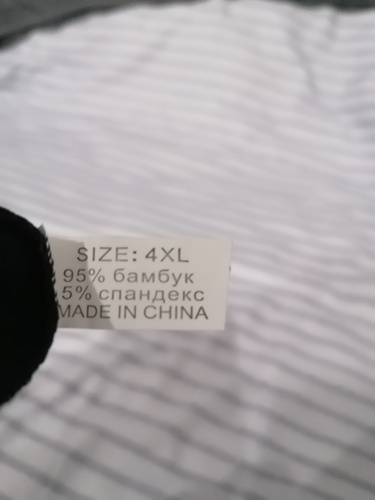 SIZE: 4XL
95% бамбук
5% спандекс
MADE IN CHINA